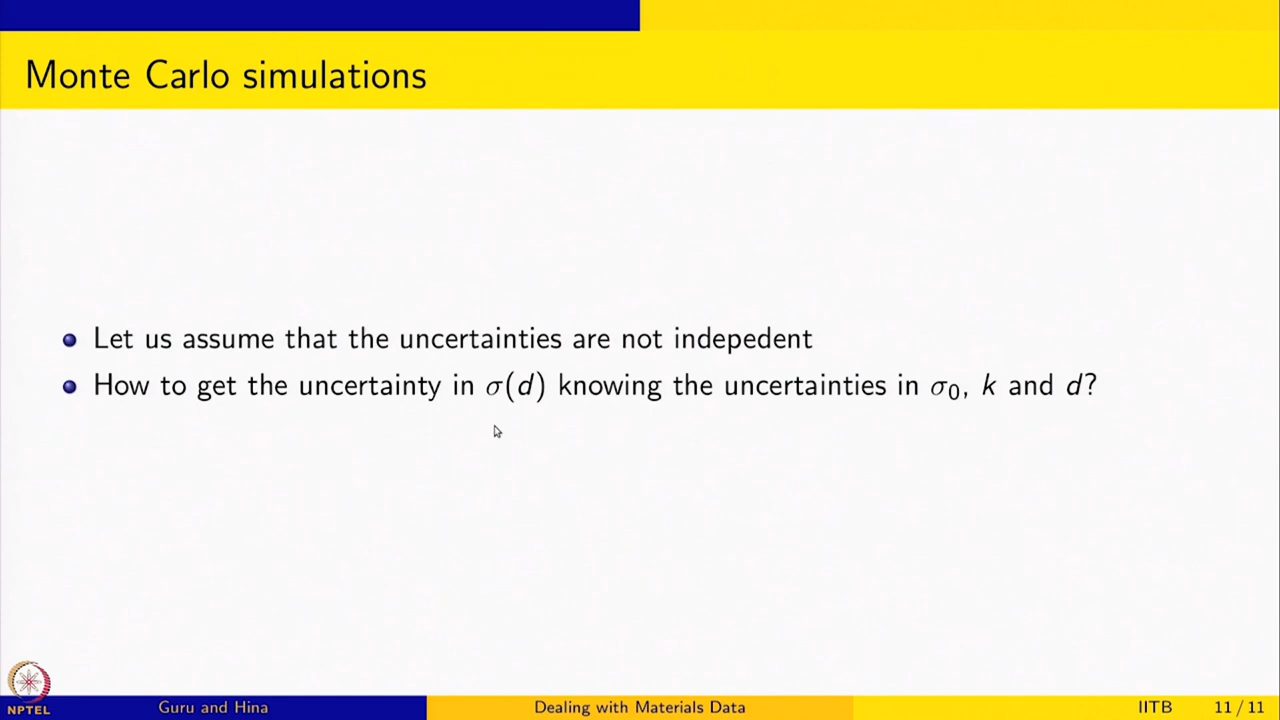 Monte Carlo simulations
Let us assume that the uncertainties are not indepedent
How to get the uncertainty in σ(d) knowing the uncertainties in σ₀, k and d?
NPTEL
Guru and Hina
Dealing with Materials Data
IITB
11 / 11